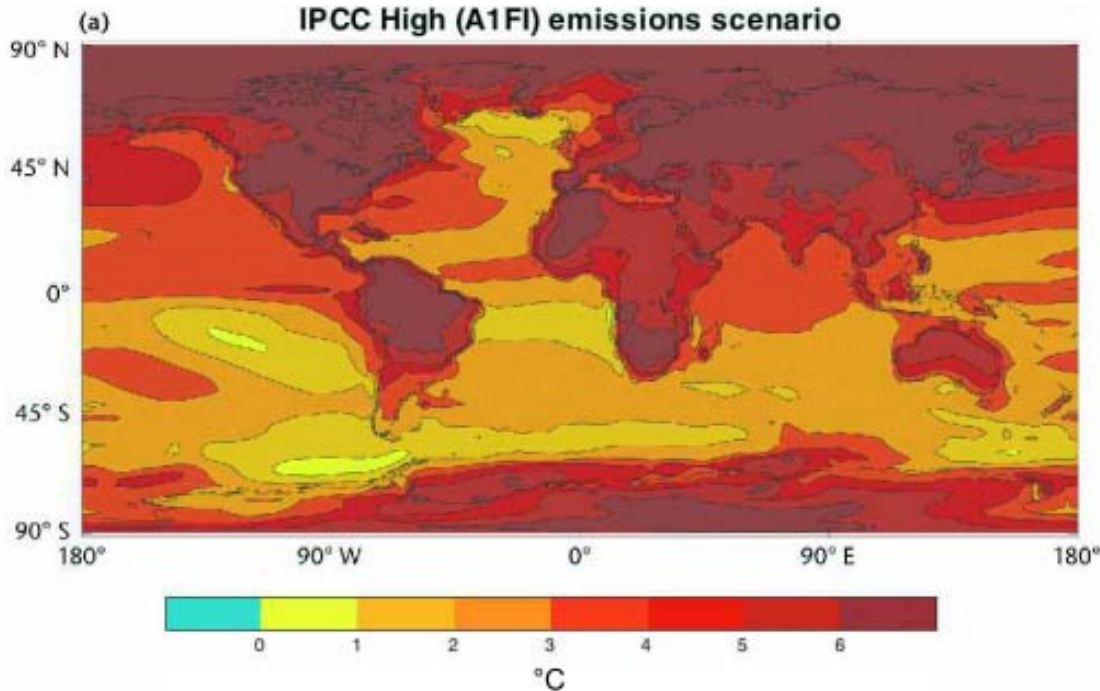 (a) IPCC High (A1FI) emissions scenario
90° N
45° N
0°
45° S
90° S
180° 90° W 0° 90° E 180°
0 1 2 3 4 5 6
°C